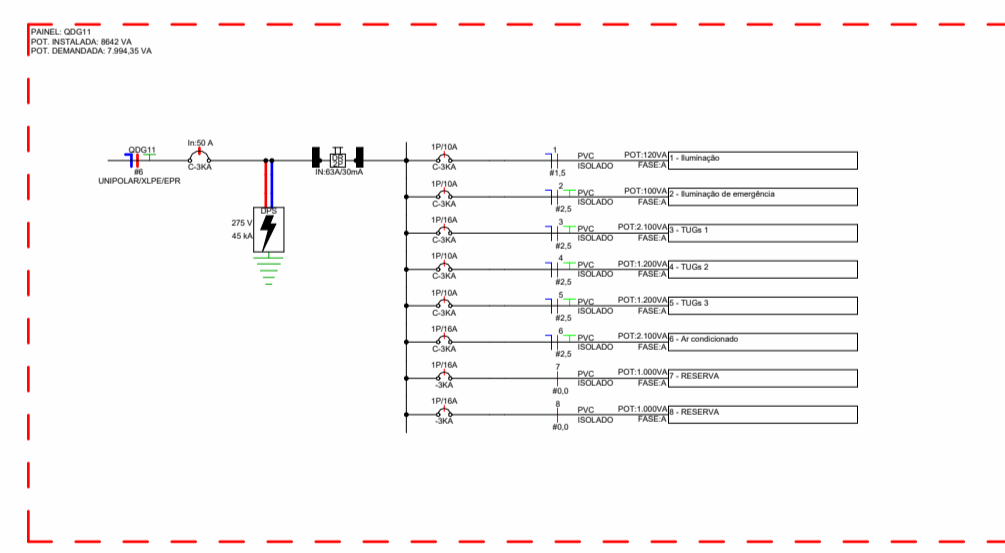 PAINEL: QDG11
POT. INSTALADA: 8642 VA
POT. DEMANDADA: 7.994,35 VA
QDG11
#6
UNIPOLAR/XLPE/EPR
In:50 A
C-3KA
DPS
275 V
45 kA
DR
2P
IN:63A/30mA
1P/10A
C-3KA
1
#1,5
PVC
ISOLADO
POT:120VA
FASE:A
1 - Iluminação
1P/10A
C-3KA
2
#2,5
PVC
ISOLADO
POT:100VA
FASE:A
2 - Iluminação de emergência
1P/16A
C-3KA
3
#2,5
PVC
ISOLADO
POT:2.100VA
FASE:A
3 - TUGs 1
1P/10A
C-3KA
4
#2,5
PVC
ISOLADO
POT:1.200VA
FASE:A
4 - TUGs 2
1P/10A
C-3KA
5
#2,5
PVC
ISOLADO
POT:1.200VA
FASE:A
5 - TUGs 3
1P/16A
C-3KA
6
#2,5
PVC
ISOLADO
POT:2.100VA
FASE:A
6 - Ar condicionado
1P/16A
-3KA
7
#0,0
PVC
ISOLADO
POT:1.000VA
FASE:A
7 - RESERVA
1P/16A
-3KA
8
#0,0
PVC
ISOLADO
POT:1.000VA
FASE:A
8 - RESERVA